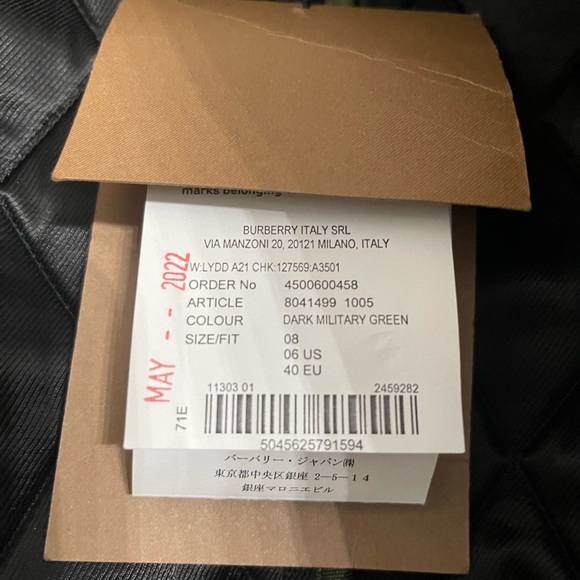 marks belonging
BURBERRY ITALY SRL
VIA MANZONI 20, 20121 MILANO, ITALY
W:LYDD A21 CHK:127569:A3501
ORDER No 4500600458
ARTICLE 8041499 1005
COLOUR DARK MILITARY GREEN
SIZE/FIT 08
06 US
40 EU
MAY -- 2022
71E
11303 01 2459282
5045625791594
バーバリー・ジャパン㈱
東京都中央区銀座 2―5―14
銀座マロニエビル